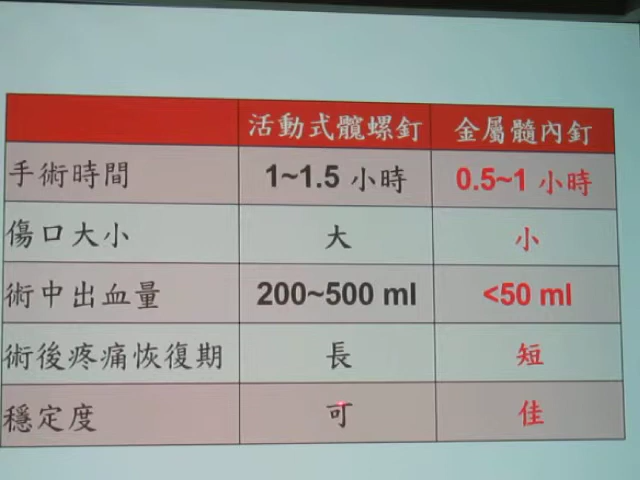 活動式髖螺釘 金屬髓內釘
手術時間 1~1.5 小時 0.5~1 小時
傷口大小 大 小
術中出血量 200~500 ml <50 ml
術後疼痛恢復期 長 短
穩定度 可 佳